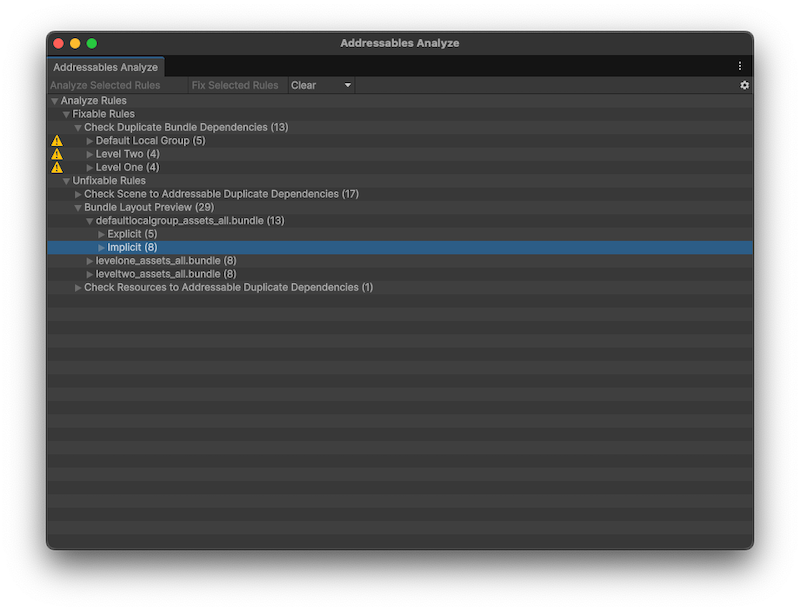 Addressables Analyze
Addressables Analyze
Analyze Selected Rules Fix Selected Rules Clear
Analyze Rules
Fixable Rules
Check Duplicate Bundle Dependencies (13)
Default Local Group (5)
Level Two (4)
Level One (4)
Unfixable Rules
Check Scene to Addressable Duplicate Dependencies (17)
Bundle Layout Preview (29)
defaultlocalgroup_assets_all.bundle (13)
Explicit (5)
Implicit (8)
levelone_assets_all.bundle (8)
leveltwo_assets_all.bundle (8)
Check Resources to Addressable Duplicate Dependencies (1)